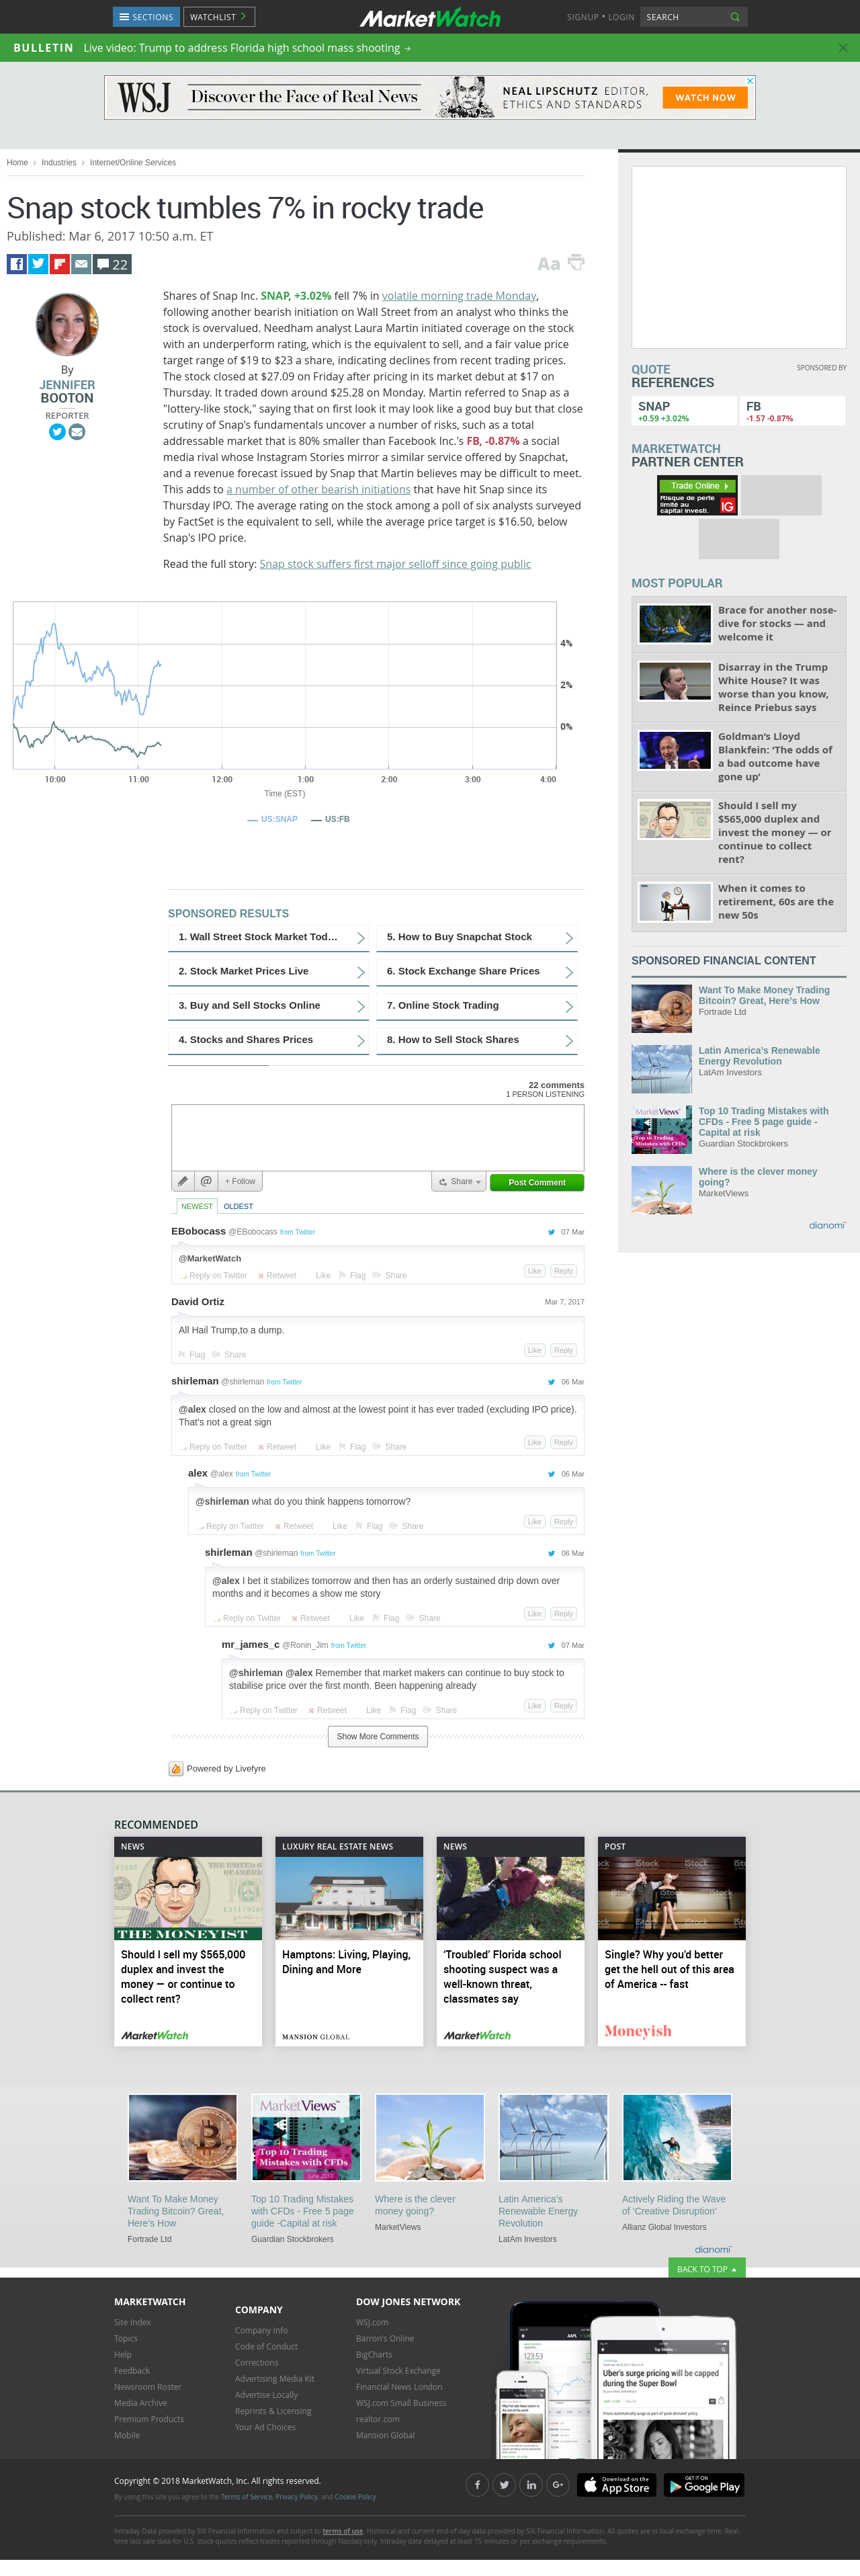 SECTIONS
WATCHLIST
MarketWatch
SIGNUP • LOGIN
SEARCH
BULLETIN Live video: Trump to address Florida high school mass shooting →
WSJ Discover the Face of Real News
NEAL LIPSCHUTZ EDITOR,
ETHICS AND STANDARDS
WATCH NOW
Home > Industries > Internet/Online Services
Snap stock tumbles 7% in rocky trade
Published: Mar 6, 2017 10:50 a.m. ET
22
Aa
By
JENNIFER
BOOTON
REPORTER
Shares of Snap Inc. SNAP, +3.02% fell 7% in volatile morning trade Monday,
following another bearish initiation on Wall Street from an analyst who thinks the
stock is overvalued. Needham analyst Laura Martin initiated coverage on the stock
with an underperform rating, which is the equivalent to sell, and a fair value price
target range of $19 to $23 a share, indicating declines from recent trading prices.
The stock closed at $27.09 on Friday after pricing in its market debut at $17 on
Thursday. It traded down around $25.28 on Monday. Martin referred to Snap as a
"lottery-like stock," saying that on first look it may look like a good buy but that close
scrutiny of Snap's fundamentals can uncover a number of risks, such as a total
addressable market that is 80% smaller than Facebook Inc.'s FB, -0.87% a social
media rival whose Instagram Stories mirror a similar service offered by Snapchat,
and a revenue forecast issued by Snap that Martin believes may be difficult to meet.
This adds to a number of other bearish initiations that have hit Snap since its
Thursday IPO. The average rating on the stock among a poll of six analysts surveyed
by FactSet is the equivalent to sell, while the average price target is $16.50, below
Snap's IPO price.
Read the full story: Snap stock suffers first major selloff since going public
4%
2%
0%
10:00 11:00 12:00 1:00 2:00 3:00 4:00
Time (EST)
US:SNAP US:FB
SPONSORED RESULTS
1. Wall Street Stock Market Tod…
2. Stock Market Prices Live
3. Buy and Sell Stocks Online
4. Stocks and Shares Prices
5. How to Buy Snapchat Stock
6. Stock Exchange Share Prices
7. Online Stock Trading
8. How to Sell Stock Shares
22 comments
1 PERSON LISTENING
@ + Follow
Share
Post Comment
NEWEST OLDEST
EBobocass @EBobocass from Twitter 07 Mar
@MarketWatch
Reply on Twitter Retweet Like Flag Share Like Reply
David Ortiz Mar 7, 2017
All Hail Trump,to a dump.
Flag Share Like Reply
shirleman @shirleman from Twitter 06 Mar
@alex closed on the low and almost at the lowest point it has ever traded (excluding IPO price).
That's not a great sign
Reply on Twitter Retweet Like Flag Share Like Reply
alex @alex from Twitter 06 Mar
@shirleman what do you think happens tomorrow?
Reply on Twitter Retweet Like Flag Share Like Reply
shirleman @shirleman from Twitter 06 Mar
@alex I bet it stabilizes tomorrow and then has an orderly sustained drip down over
months and it becomes a show me story
Reply on Twitter Retweet Like Flag Share Like Reply
mr_james_c @Ronin_Jim from Twitter 07 Mar
@shirleman @alex Remember that market makers can continue to buy stock to
stabilise price over the first month. Been happening already
Reply on Twitter Retweet Like Flag Share Like Reply
Show More Comments
Powered by Livefyre
QUOTE
REFERENCES
SPONSORED BY
SNAP
+0.59 +3.02%
FB
-1.57 -0.87%
MARKETWATCH
PARTNER CENTER
Trade Online
Risque de perte
limité au
capital investi.
IG
MOST POPULAR
Brace for another nose-
dive for stocks — and
welcome it
Disarray in the Trump
White House? It was
worse than you know,
Reince Priebus says
Goldman's Lloyd
Blankfein: 'The odds of
a bad outcome have
gone up'
Should I sell my
$565,000 duplex and
invest the money — or
continue to collect
rent?
When it comes to
retirement, 60s are the
new 50s
SPONSORED FINANCIAL CONTENT
Want To Make Money Trading
Bitcoin? Great, Here's How
Fortrade Ltd
Latin America's Renewable
Energy Revolution
LatAm Investors
Market Views™
Top 10 Trading
Mistakes with CFDs
Top 10 Trading Mistakes with
CFDs - Free 5 page guide -
Capital at risk
Guardian Stockbrokers
Where is the clever money
going?
MarketViews
dianomi
RECOMMENDED
NEWS
THE MONEYIST
Should I sell my $565,000
duplex and invest the
money — or continue to
collect rent?
MarketWatch
LUXURY REAL ESTATE NEWS
Hamptons: Living, Playing,
Dining and More
MANSION GLOBAL
NEWS
'Troubled' Florida school
shooting suspect was a
well-known threat,
classmates say
MarketWatch
POST
iStock
Single? Why you'd better
get the hell out of this area
of America -- fast
Moneyish
Want To Make Money
Trading Bitcoin? Great,
Here's How
Fortrade Ltd
Market Views™
Top 10 Trading
Mistakes with CFDs
Top 10 Trading Mistakes
with CFDs - Free 5 page
guide -Capital at risk
Guardian Stockbrokers
Where is the clever
money going?
MarketViews
Latin America's
Renewable Energy
Revolution
LatAm Investors
Actively Riding the Wave
of 'Creative Disruption'
Allianz Global Investors
dianomi
BACK TO TOP
MARKETWATCH
Site Index
Topics
Help
Feedback
Newsroom Roster
Media Archive
Premium Products
Mobile
COMPANY
Company Info
Code of Conduct
Corrections
Advertising Media Kit
Advertise Locally
Reprints & Licensing
Your Ad Choices
DOW JONES NETWORK
WSJ.com
Barron's Online
BigCharts
Virtual Stock Exchange
Financial News London
WSJ.com Small Business
realtor.com
Mansion Global
123.53
Top Stories
Uber's surge pricing will be capped
during the Super Bowl
Copyright © 2018 MarketWatch, Inc. All rights reserved.
By using this site you agree to the Terms of Service, Privacy Policy, and Cookie Policy.
Download on the
App Store
GET IT ON
Google Play
Intraday Data provided by SIX Financial Information and subject to terms of use. Historical and current end-of-day data provided by SIX Financial Information. All quotes are in local exchange time. Real-
time last sale data for U.S. stock quotes reflect trades reported through Nasdaq only. Intraday data delayed at least 15 minutes or per exchange requirements.